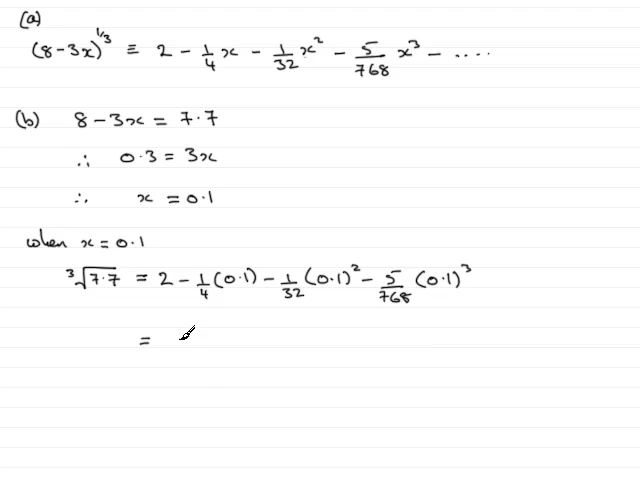 (a)
(8-3x)^1/3 ≡ 2 - 1/4 x - 1/32 x² - 5/768 x³ - ....
(b) 8-3x = 7.7
∴ 0.3 = 3x
∴ x = 0.1
when x = 0.1
³√7.7 = 2 - 1/4 (0.1) - 1/32 (0.1)² - 5/768 (0.1)³
=